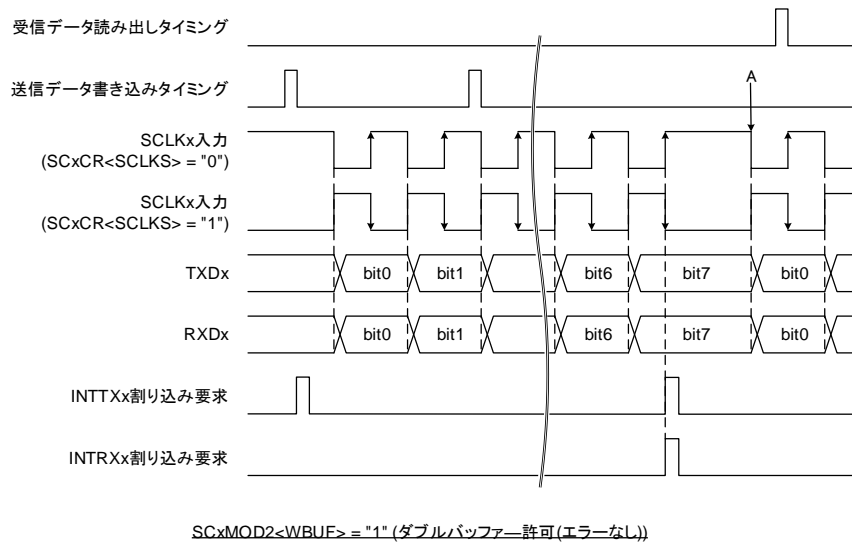 受信データ読み出しタイミング
送信データ書き込みタイミング
A
SCLKx入力
(SCxCR<SCLKS> = "0")
SCLKx入力
(SCxCR<SCLKS> = "1")
TXDx
bit0
bit1
bit6
bit7
bit0
RXDx
bit0
bit1
bit6
bit7
bit0
INTTXx割り込み要求
INTRXx割り込み要求
SCxMOD2<WBUF> = "1" (ダブルバッファ―許可(エラーなし))